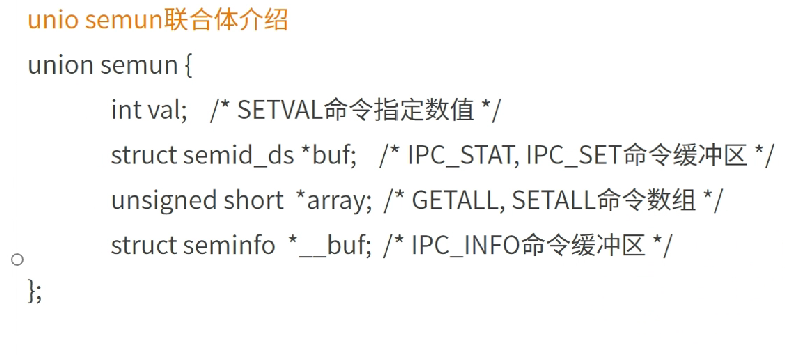 unio semun联合体介绍
union semun {
int val; /* SETVAL命令指定数值 */
struct semid_ds *buf; /* IPC_STAT, IPC_SET命令缓冲区 */
unsigned short *array; /* GETALL, SETALL命令数组 */
struct seminfo *__buf; /* IPC_INFO命令缓冲区 */
};